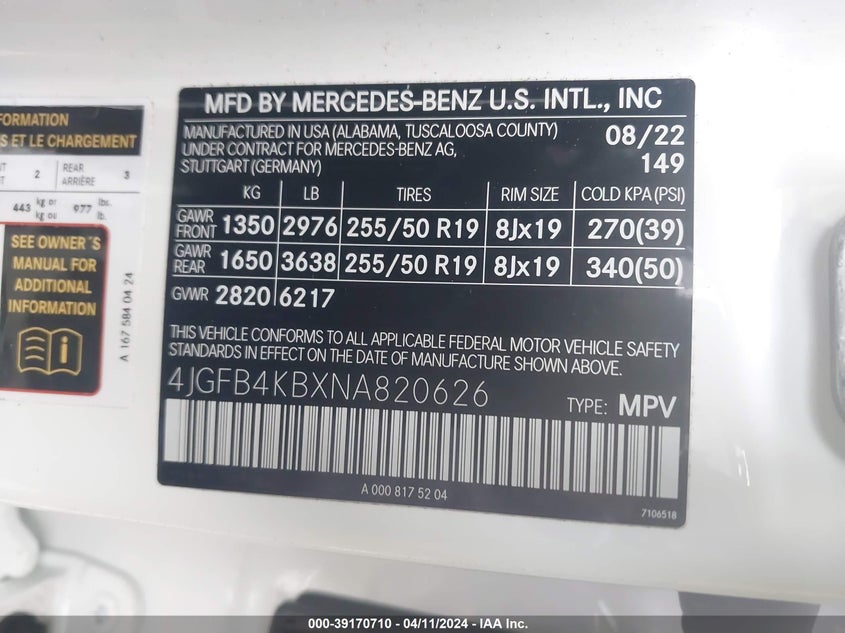 FORMATION
S ET LE CHARGEMENT
2 REAR ARRIÈRE 3
443 kg or kg ou 977 lbs. lb.
SEE OWNER´S
MANUAL FOR
ADDITIONAL
INFORMATION
A 167 584 04 24
MFD BY MERCEDES-BENZ U.S. INTL., INC
MANUFACTURED IN USA (ALABAMA, TUSCALOOSA COUNTY) 08/22
UNDER CONTRACT FOR MERCEDES-BENZ AG,
STUTTGART (GERMANY) 149
KG LB TIRES RIM SIZE COLD KPA (PSI)
GAWR FRONT 1350 2976 255/50 R19 8Jx19 270(39)
GAWR REAR 1650 3638 255/50 R19 8Jx19 340(50)
GVWR 2820 6217
THIS VEHICLE CONFORMS TO ALL APPLICABLE FEDERAL MOTOR VEHICLE SAFETY
STANDARDS IN EFFECT ON THE DATE OF MANUFACTURE SHOWN ABOVE.
4JGFB4KBXNA820626 TYPE: MPV
A 000 817 52 04
7106518
000-39170710 - 04/11/2024 - IAA Inc.